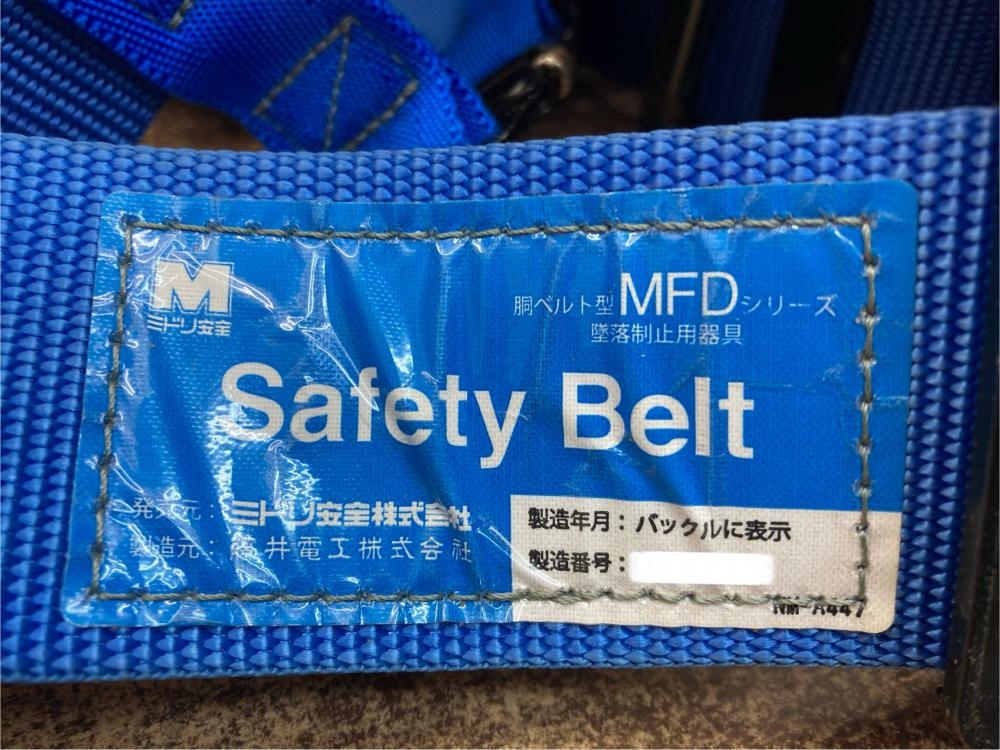 M
ミドリ安全
胴ベルト型MFDシリーズ
墜落制止用器具
Safety Belt
発売元：ミドリ安全株式会社
製造元：筒井電工株式会社
製造年月：バックルに表示
製造番号：
NM-A447